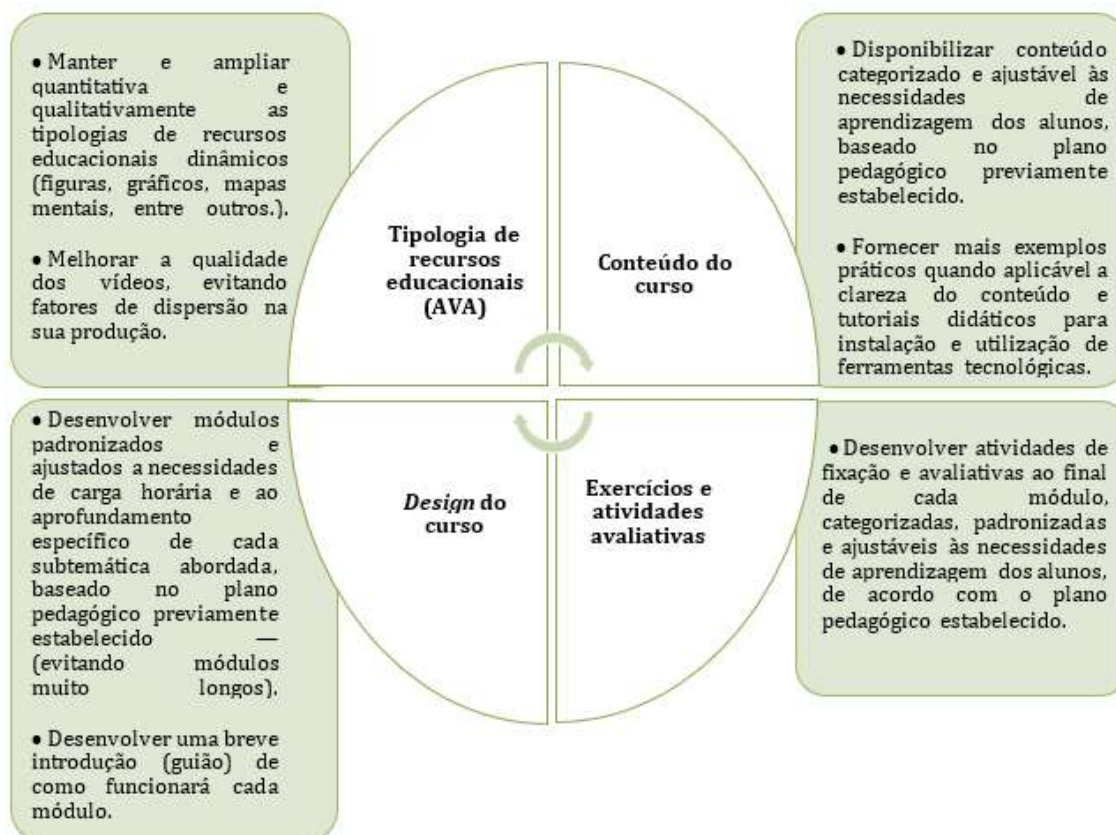 • Manter e ampliar
quantitativa e
qualitativamente as
tipologias de recursos
educacionais dinâmicos
(figuras, gráficos, mapas
mentais, entre outros.).
• Melhorar a qualidade
dos vídeos, evitando
fatores de dispersão na
sua produção.
Tipologia de
recursos
educacionais
(AVA)
Conteúdo do
curso
• Disponibilizar conteúdo
categorizado e ajustável às
necessidades de
aprendizagem dos alunos,
baseado no plano
pedagógico previamente
estabelecido.
• Fornecer mais exemplos
práticos quando aplicável a
clareza do conteúdo e
tutoriais didáticos para
instalação e utilização de
ferramentas tecnológicas.
• Desenvolver módulos
padronizados e
ajustados a necessidades
de carga horária e ao
aprofundamento
específico de cada
subtemática abordada,
baseado no plano
pedagógico previamente
estabelecido —
(evitando módulos
muito longos).
• Desenvolver uma breve
introdução (guião) de
como funcionará cada
módulo.
Design do
curso
Exercícios e
atividades
avaliativas
• Desenvolver atividades de
fixação e avaliativas ao final
de cada módulo,
categorizadas, padronizadas
e ajustáveis às necessidades
de aprendizagem dos alunos,
de acordo com o plano
pedagógico estabelecido.